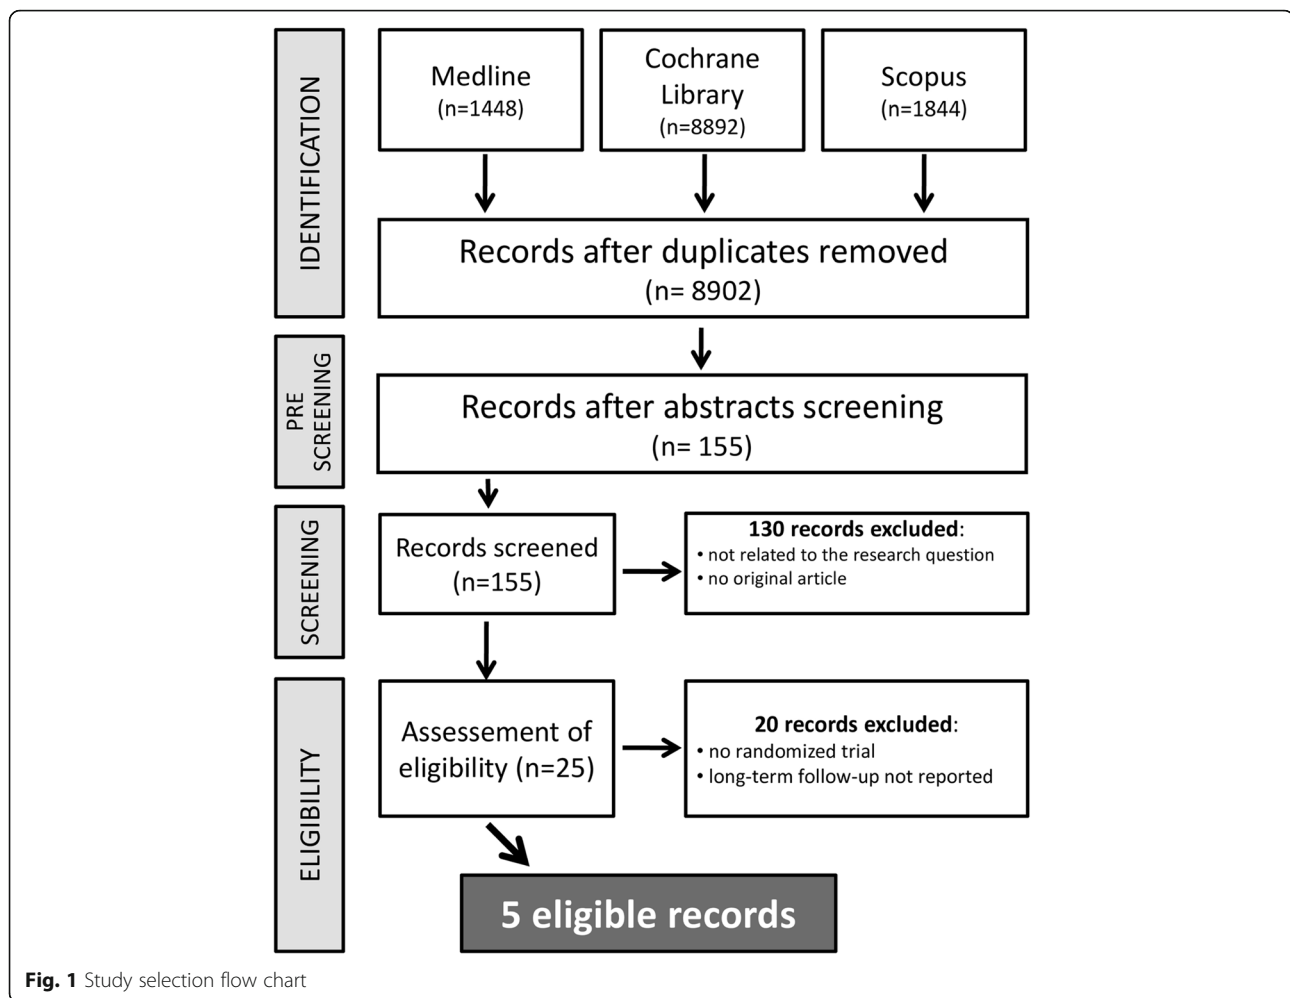 IDENTIFICATION
Medline
(n=1448)
Cochrane
Library
(n=8892)
Scopus
(n=1844)
Records after duplicates removed
(n= 8902)
PRE
SCREENING
Records after abstracts screening
(n= 155)
SCREENING
Records screened
(n=155)
130 records excluded:
• not related to the research question
• no original article
ELIGIBILITY
Assessement of
eligibility (n=25)
20 records excluded:
• no randomized trial
• long-term follow-up not reported
5 eligible records
Fig. 1 Study selection flow chart